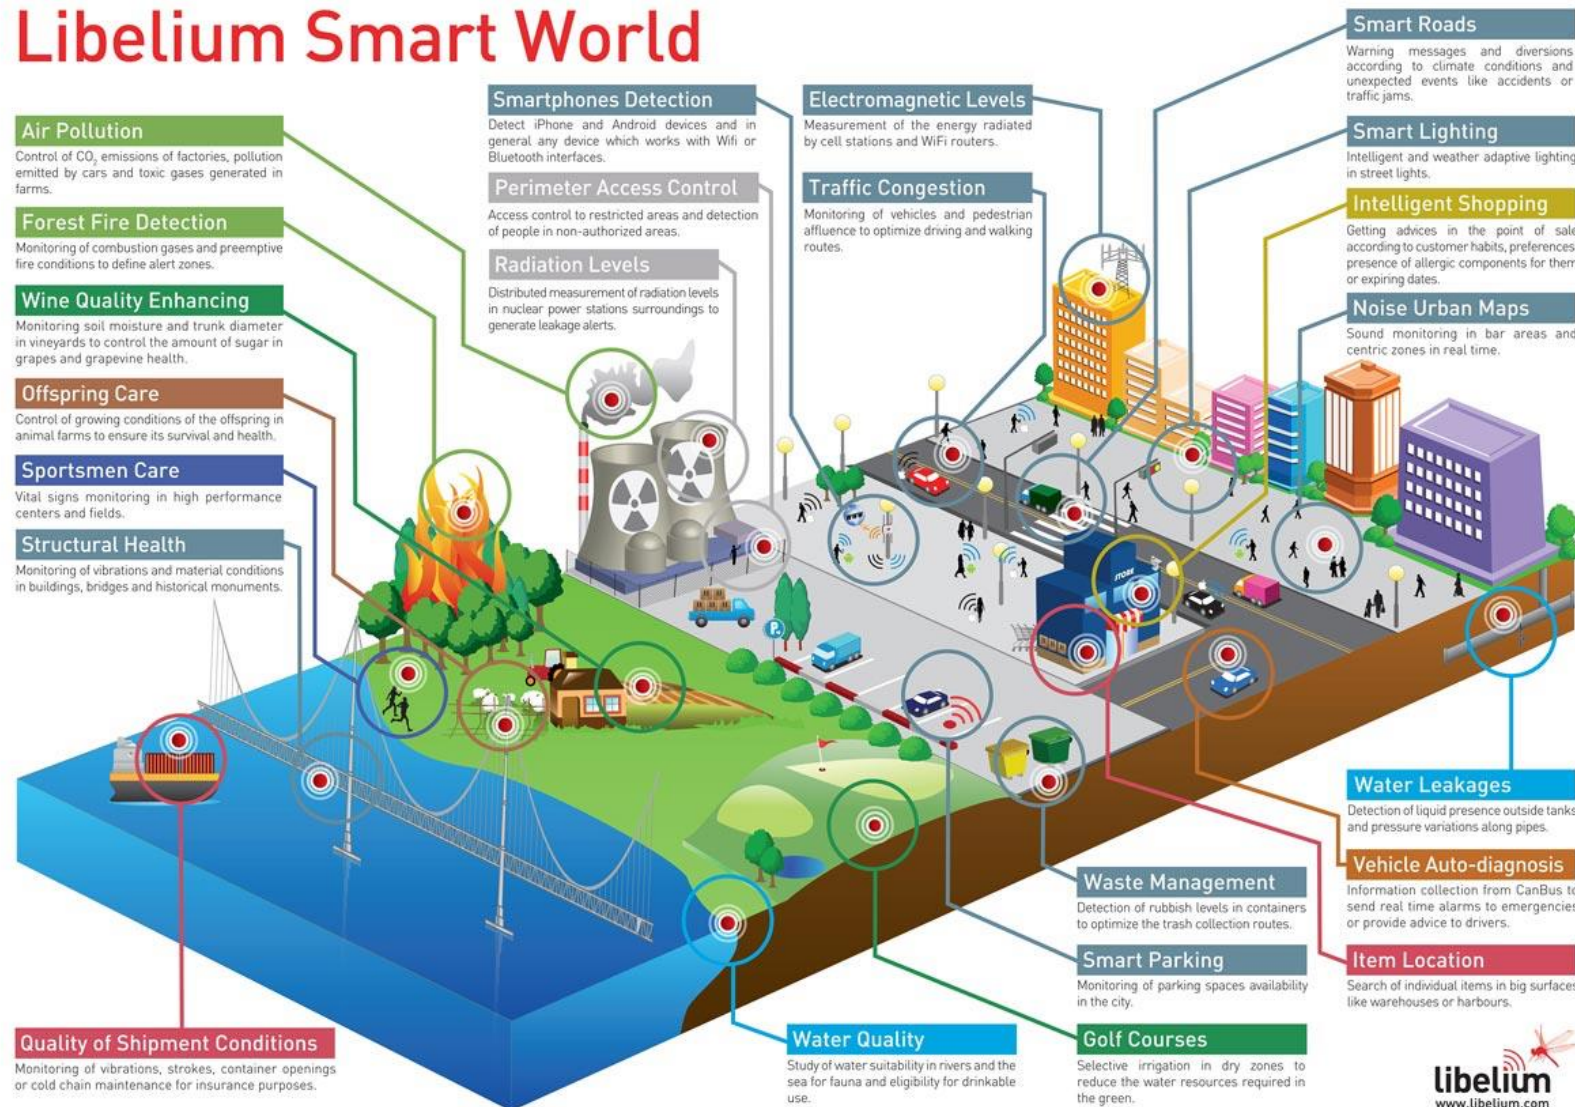 Libelium Smart World
Air Pollution
Control of CO2 emissions of factories, pollution
emitted by cars and toxic gases generated in
farms.
Forest Fire Detection
Monitoring of combustion gases and preemptive
fire conditions to define alert zones.
Wine Quality Enhancing
Monitoring soil moisture and trunk diameter
in vineyards to control the amount of sugar in
grapes and grapevine health.
Offspring Care
Control of growing conditions of the offspring in
animal farms to ensure its survival and health.
Sportsmen Care
Vital signs monitoring in high performance
centers and fields.
Structural Health
Monitoring of vibrations and material conditions
in buildings, bridges and historical monuments.
Quality of Shipment Conditions
Monitoring of vibrations, strokes, container openings
or cold chain maintenance for insurance purposes.
Smartphones Detection
Detect iPhone and Android devices and in
general any device which works with Wifi or
Bluetooth interfaces.
Perimeter Access Control
Access control to restricted areas and detection
of people in non-authorized areas.
Radiation Levels
Distributed measurement of radiation levels
in nuclear power stations surroundings to
generate leakage alerts.
Electromagnetic Levels
Measurement of the energy radiated
by cell stations and WiFi routers.
Traffic Congestion
Monitoring of vehicles and pedestrian
affluence to optimize driving and walking
routes.
Smart Roads
Warning messages and diversions
according to climate conditions and
unexpected events like accidents or
traffic jams.
Smart Lighting
Intelligent and weather adaptive lighting
in street lights.
Intelligent Shopping
Getting advices in the point of sale
according to customer habits, preferences
presence of allergic components for them
or expiring dates.
Noise Urban Maps
Sound monitoring in bar areas and
centric zones in real time.
STORE
P
Water Leakages
Detection of liquid presence outside tanks
and pressure variations along pipes.
Vehicle Auto-diagnosis
Information collection from CanBus to
send real time alarms to emergencies
or provide advice to drivers.
Item Location
Search of individual items in big surfaces
like warehouses or harbours.
Waste Management
Detection of rubbish levels in containers
to optimize the trash collection routes.
Smart Parking
Monitoring of parking spaces availability
in the city.
Golf Courses
Selective irrigation in dry zones to
reduce the water resources required in
the green.
Water Quality
Study of water suitability in rivers and the
sea for fauna and eligibility for drinkable
use.
libelium
www.libelium.com